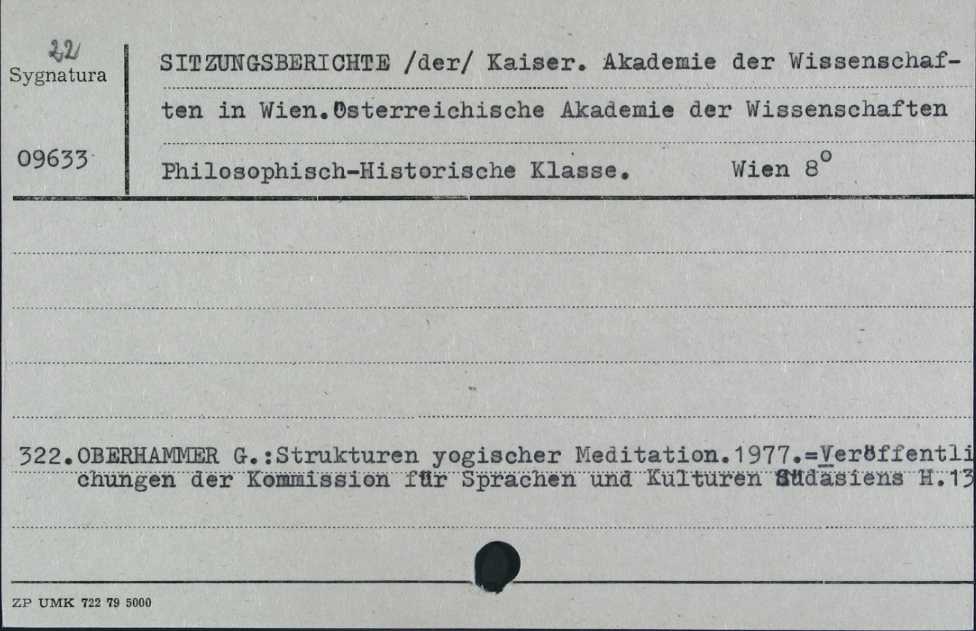 22
Sygnatura
09633
SITZUNGSBERICHTE /der/ Kaiser. Akademie der Wissenschaf-
ten in Wien.Österreichische Akademie der Wissenschaften
Philosophisch-Historische Klasse. Wien 8°
322.OBERHAMMER G.:Strukturen yogischer Meditation.1977.=Veröffentli
chungen der Kommission für Sprachen und Kulturen Südasiens H.13
ZP UMK 722 79 5000